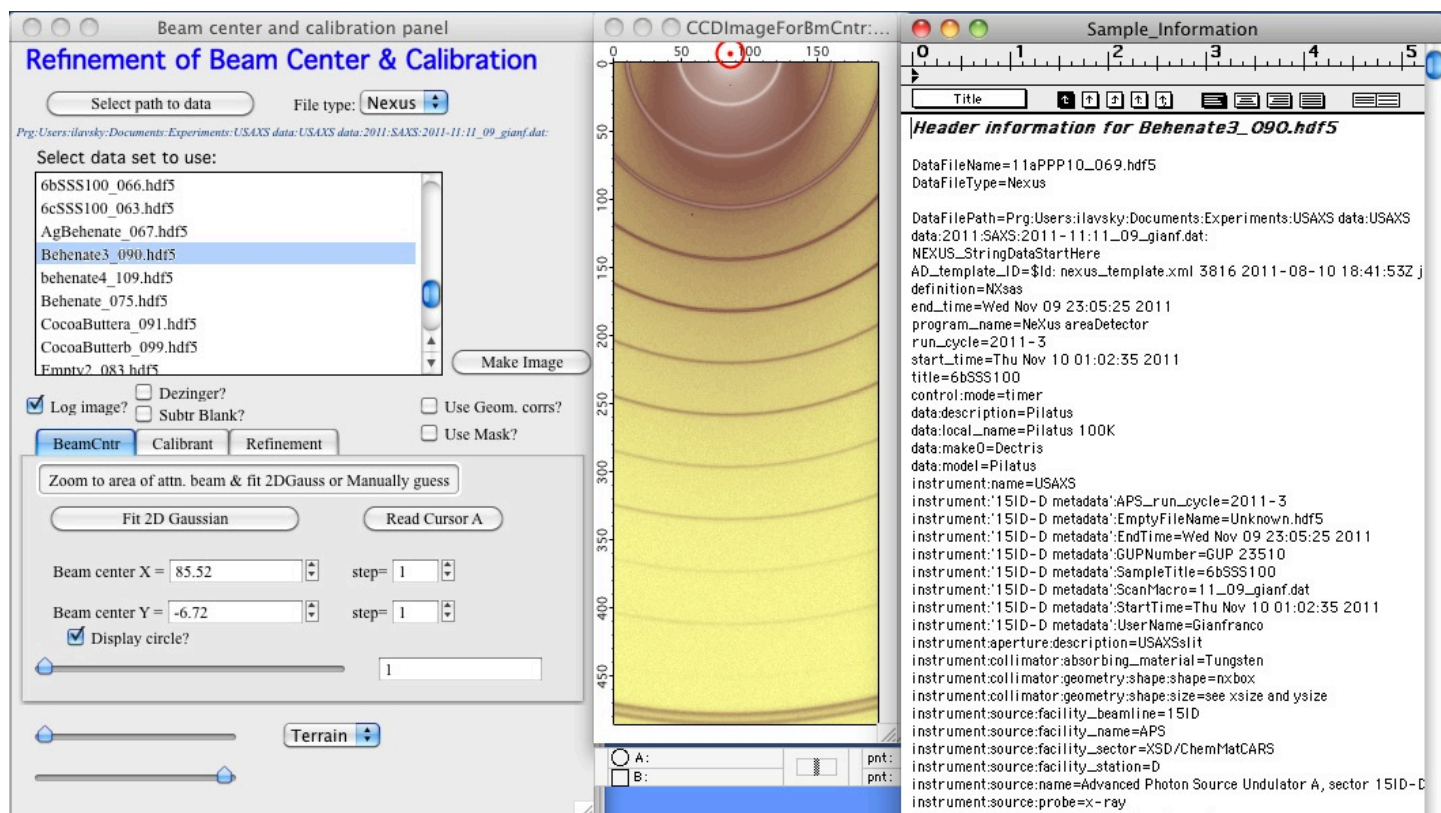 Beam center and calibration panel
Refinement of Beam Center & Calibration
Select path to data
File type: Nexus
Prg:Users:ilavsky:Documents:Experiments:USAXS data:USAXS data:2011:SAXS:2011-11:11_09_gianf.dat:
Select data set to use:
6bSSS100_066.hdf5
6cSSS100_063.hdf5
AgBehenate_067.hdf5
Behenate3_090.hdf5
behenate4_109.hdf5
Behenate_075.hdf5
CocoaButtera_091.hdf5
CocoaButterb_099.hdf5
Empty2_083.hdf5
Make Image
Log image?
Dezinger?
Subtr Blank?
Use Geom. corrs?
Use Mask?
BeamCntr Calibrant Refinement
Zoom to area of attn. beam & fit 2DGauss or Manually guess
Fit 2D Gaussian
Read Cursor A
Beam center X = 85.52 step= 1
Beam center Y = -6.72 step= 1
Display circle?
1
Terrain
CCDImageForBmCntr:...
0 50 100 150
0
50
100
150
200
250
300
350
400
450
A: pnt:
B: pnt:
Sample_Information
0 1 2 3 4 5
Title
Header information for Behenate3_090.hdf5
DataFileName=11aPPP10_069.hdf5
DataFileType=Nexus
DataFilePath=Prg:Users:ilavsky:Documents:Experiments:USAXS data:USAXS
data:2011:SAXS:2011-11:11_09_gianf.dat:
NEXUS_StringDataStartHere
AD_template_ID=$Id: nexus_template.xml 3816 2011-08-10 18:41:53Z j
definition=NXsas
end_time=Wed Nov 09 23:05:25 2011
program_name=NeXus areaDetector
run_cycle=2011-3
start_time=Thu Nov 10 01:02:35 2011
title=6bSSS100
control:mode=timer
data:description=Pilatus
data:local_name=Pilatus 100K
data:make0=Dectris
data:model=Pilatus
instrument:name=USAXS
instrument:'15ID-D metadata':APS_run_cycle=2011-3
instrument:'15ID-D metadata':EmptyFileName=Unknown.hdf5
instrument:'15ID-D metadata':EndTime=Wed Nov 09 23:05:25 2011
instrument:'15ID-D metadata':GUPNumber=GUP 23510
instrument:'15ID-D metadata':SampleTitle=6bSSS100
instrument:'15ID-D metadata':ScanMacro=11_09_gianf.dat
instrument:'15ID-D metadata':StartTime=Thu Nov 10 01:02:35 2011
instrument:'15ID-D metadata':UserName=Gianfranco
instrument:aperture:description=USAXSslit
instrument:collimator:absorbing_material=Tungsten
instrument:collimator:geometry:shape:shape=nxbox
instrument:collimator:geometry:shape:size=see xsize and ysize
instrument:source:facility_beamline=15ID
instrument:source:facility_name=APS
instrument:source:facility_sector=XSD/ChemMatCARS
instrument:source:facility_station=D
instrument:source:name=Advanced Photon Source Undulator A, sector 15ID-D
instrument:source:probe=x-ray